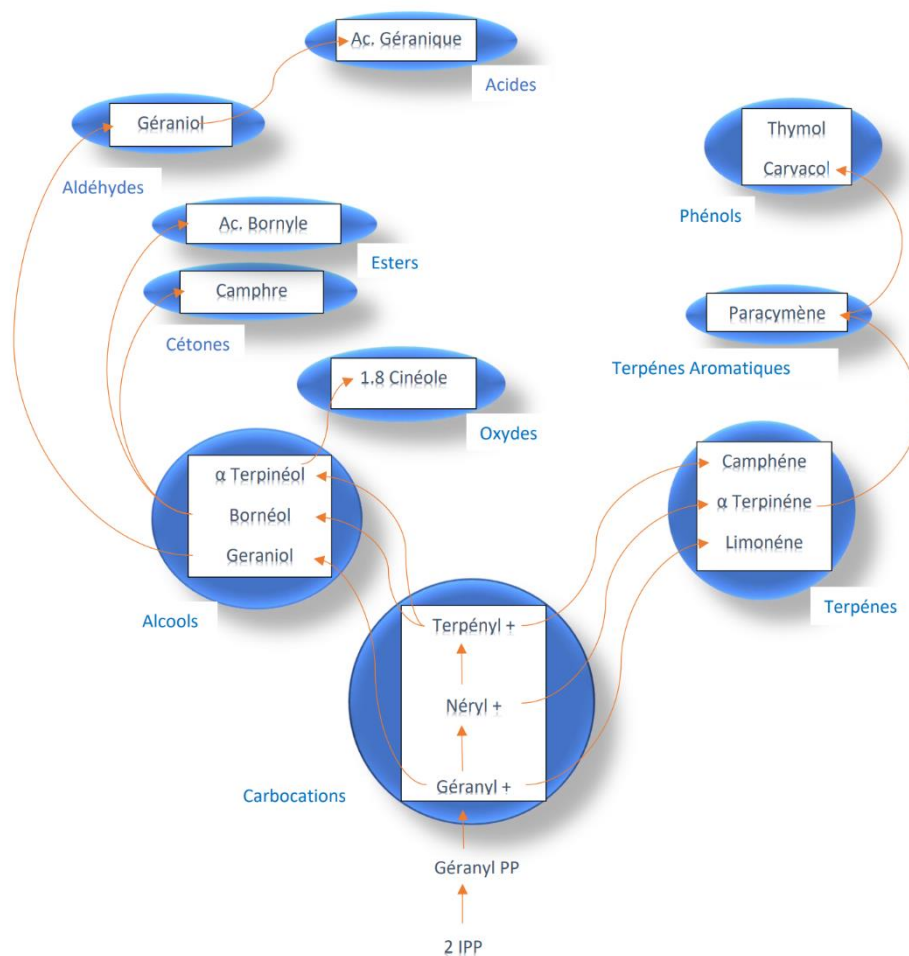 Ac. Géranique
Acides
Géraniol
Aldéhydes
Thymol
Carvacol
Phénols
Ac. Bornyle
Esters
Camphre
Cétones
Paracymène
Terpénes Aromatiques
1.8 Cinéole
Oxydes
α Terpinéol
Bornéol
Geraniol
Alcools
Camphéne
α Terpinéne
Limonéne
Terpénes
Terpényl +
Néryl +
Géranyl +
Carbocations
Géranyl PP
2 IPP